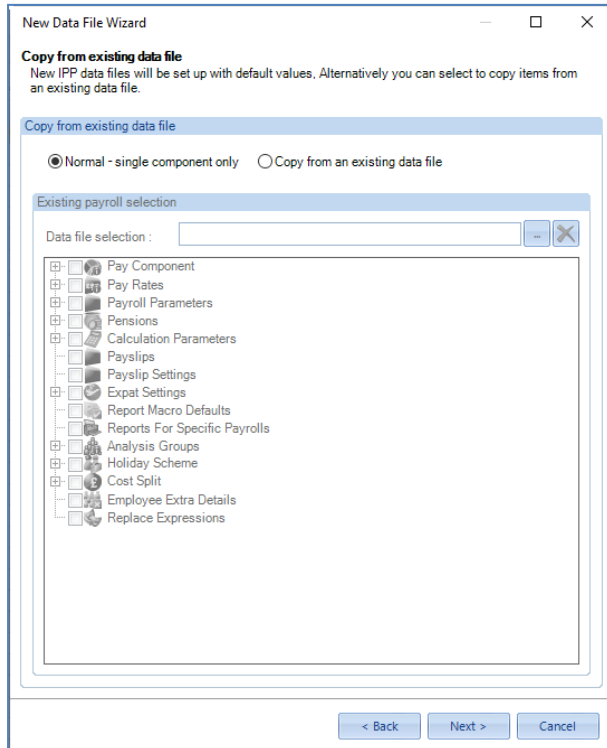 New Data File Wizard
Copy from existing data file
New IPP data files will be set up with default values, Alternatively you can select to copy items from
an existing data file.
Copy from existing data file
Normal - single component only Copy from an existing data file
Existing payroll selection
Data file selection : ...
Pay Component
Pay Rates
Payroll Parameters
Pensions
Calculation Parameters
Payslips
Payslip Settings
Expat Settings
Report Macro Defaults
Reports For Specific Payrolls
Analysis Groups
Holiday Scheme
Cost Split
Employee Extra Details
Replace Expressions
< Back Next > Cancel